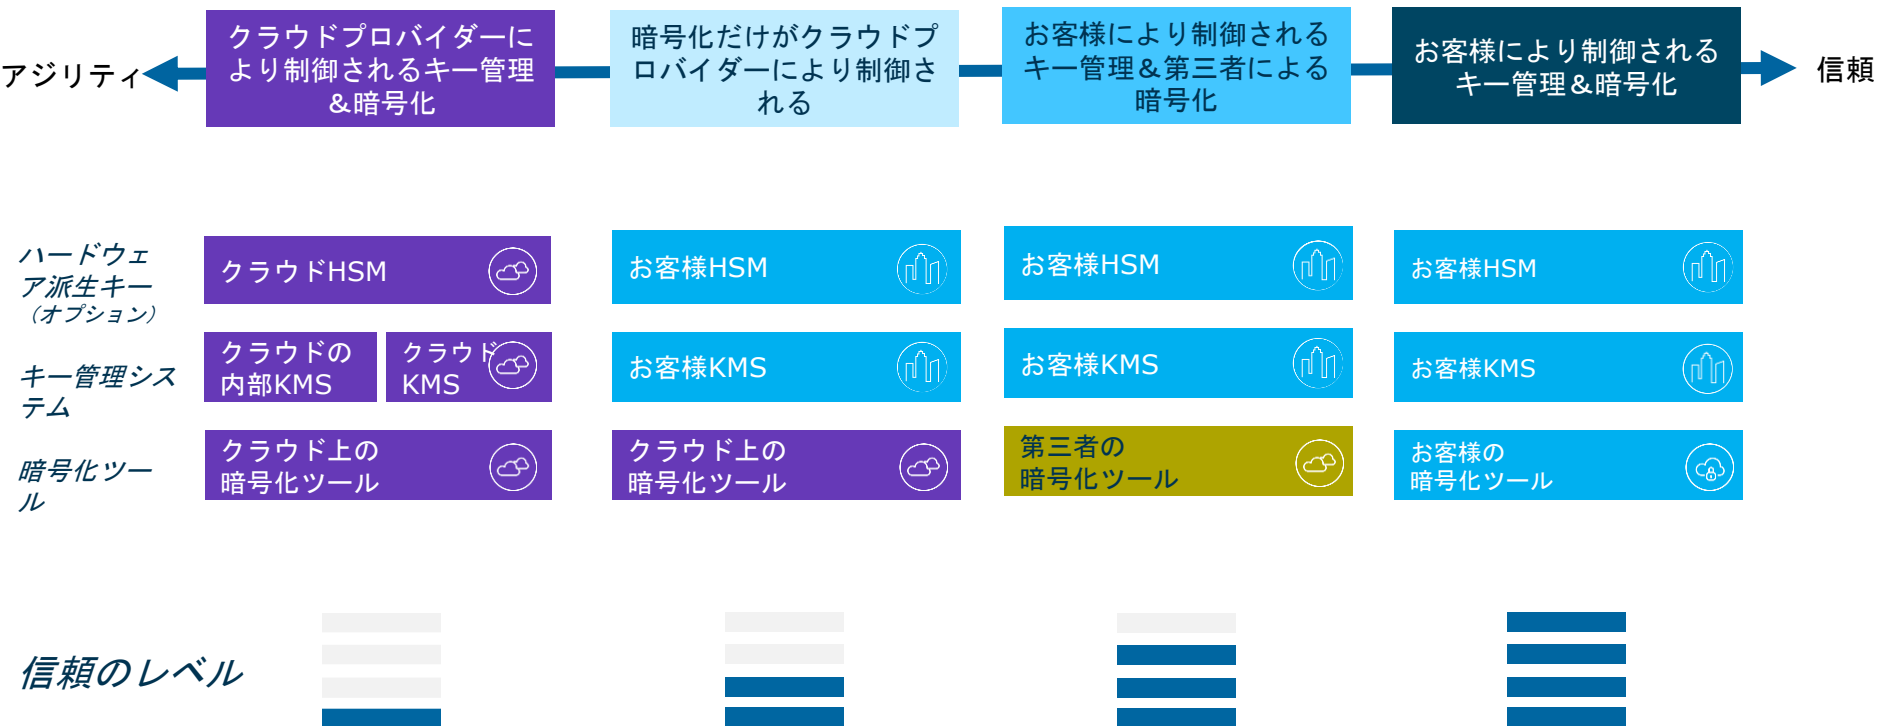 アジリティ
クラウドプロバイダーに
より制御されるキー管理
&暗号化
暗号化だけがクラウドプ
ロバイダーにより制御さ
れる
お客様により制御される
キー管理&第三者による
暗号化
お客様により制御される
キー管理&暗号化
信頼
ハードウェ
ア派生キー
（オプション）
クラウドHSM
お客様HSM
お客様HSM
お客様HSM
キー管理シス
テム
クラウドの
内部KMS
クラウド
KMS
お客様KMS
お客様KMS
お客様KMS
暗号化ツー
ル
クラウド上の
暗号化ツール
クラウド上の
暗号化ツール
第三者の
暗号化ツール
お客様の
暗号化ツール
信頼のレベル